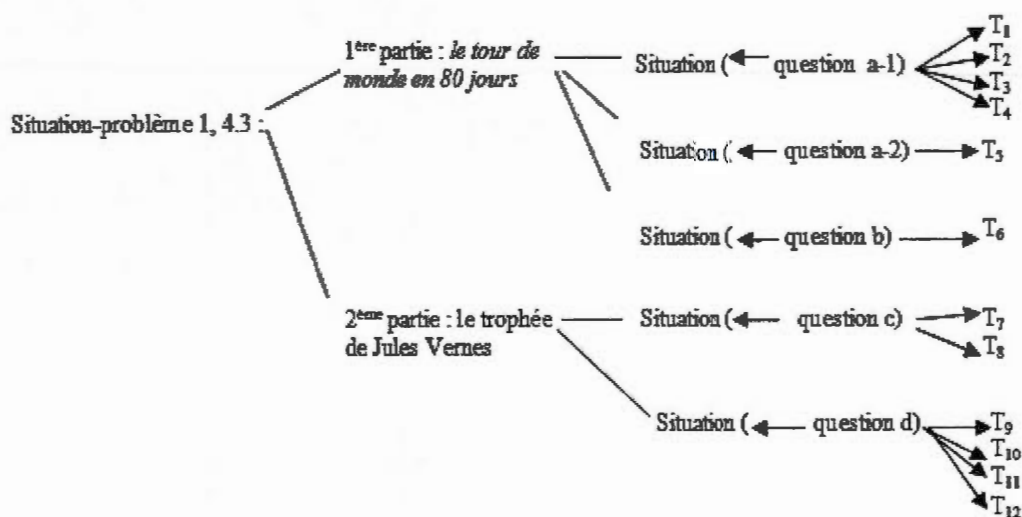 1ère partie : le tour de
monde en 80 jours
Situation ( question a-1)
T1
T2
T3
T4
Situation-problème 1, 4.3 :
Situation ( question a-2)
T5
Situation ( question b)
T6
2ème partie : le trophée
de Jules Vernes
Situation ( question c)
T7
T8
Situation ( question d)
T9
T10
T11
T12